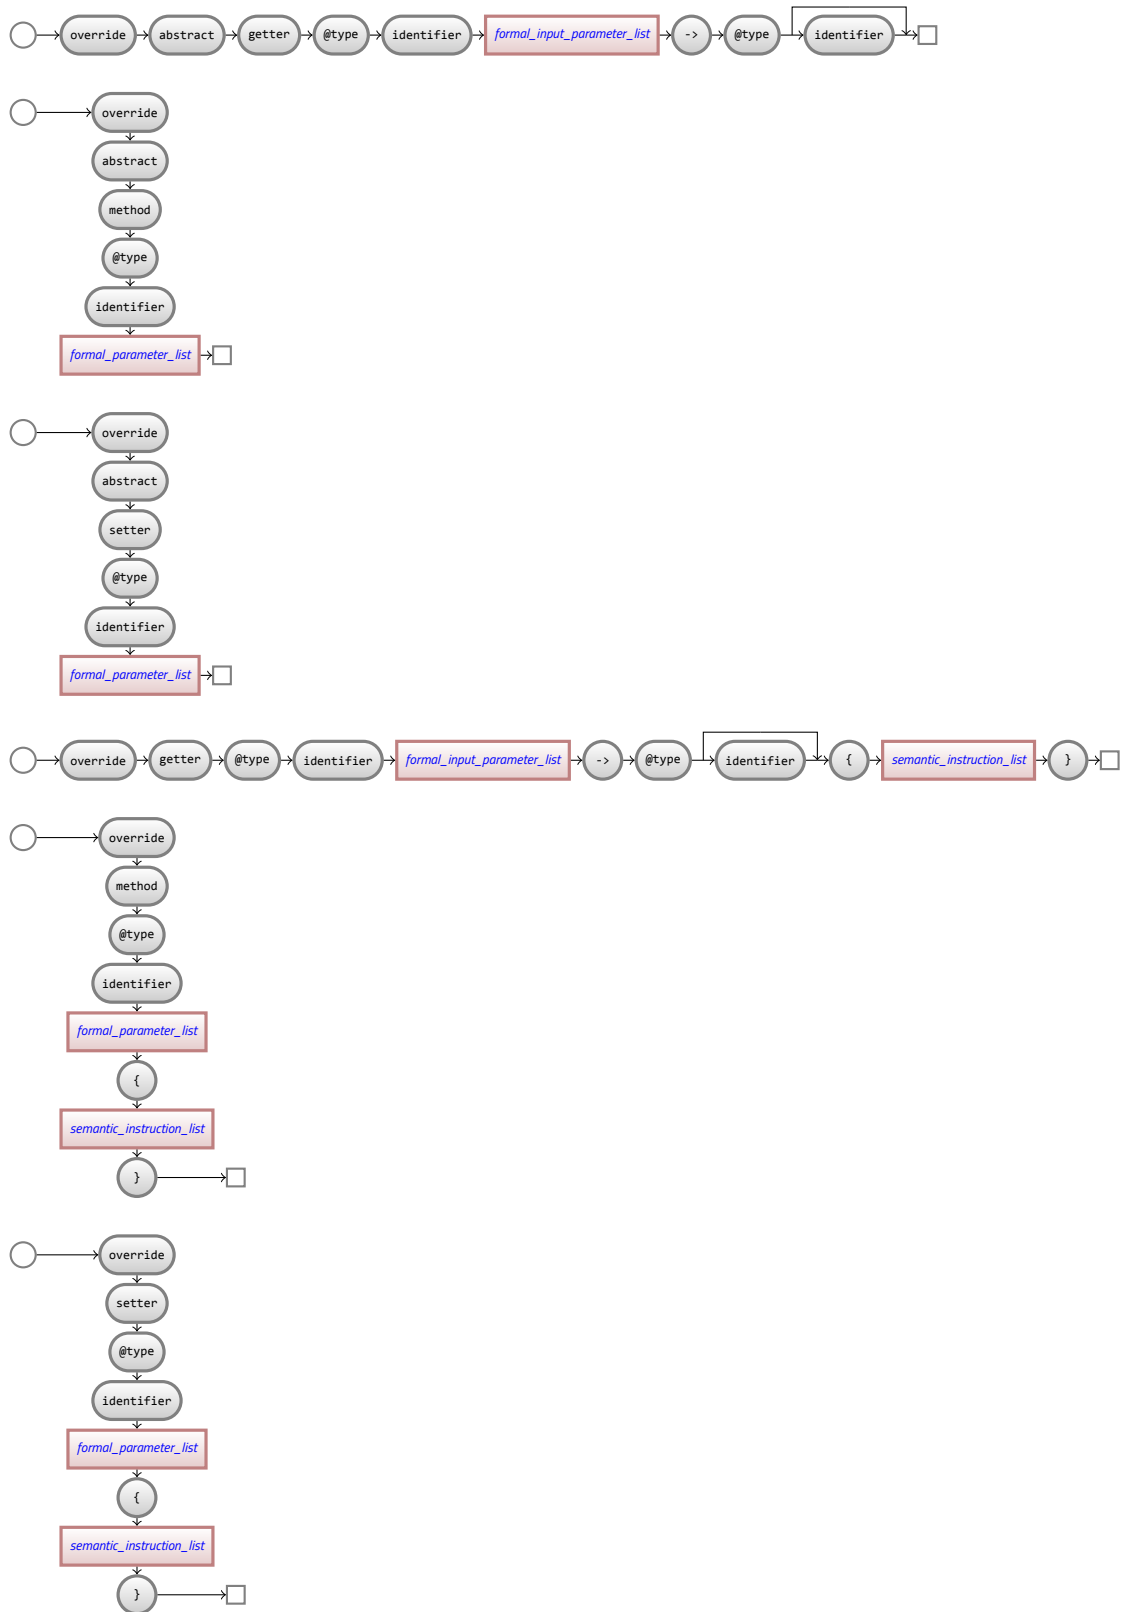 override abstract getter @type identifier formal_input_parameter_list -> @type identifier
override
abstract
method
@type
identifier
formal_parameter_list
override
abstract
setter
@type
identifier
formal_parameter_list
override getter @type identifier formal_input_parameter_list -> @type identifier { semantic_instruction_list }
override
method
@type
identifier
formal_parameter_list
{
semantic_instruction_list
}
override
setter
@type
identifier
formal_parameter_list
{
semantic_instruction_list
}